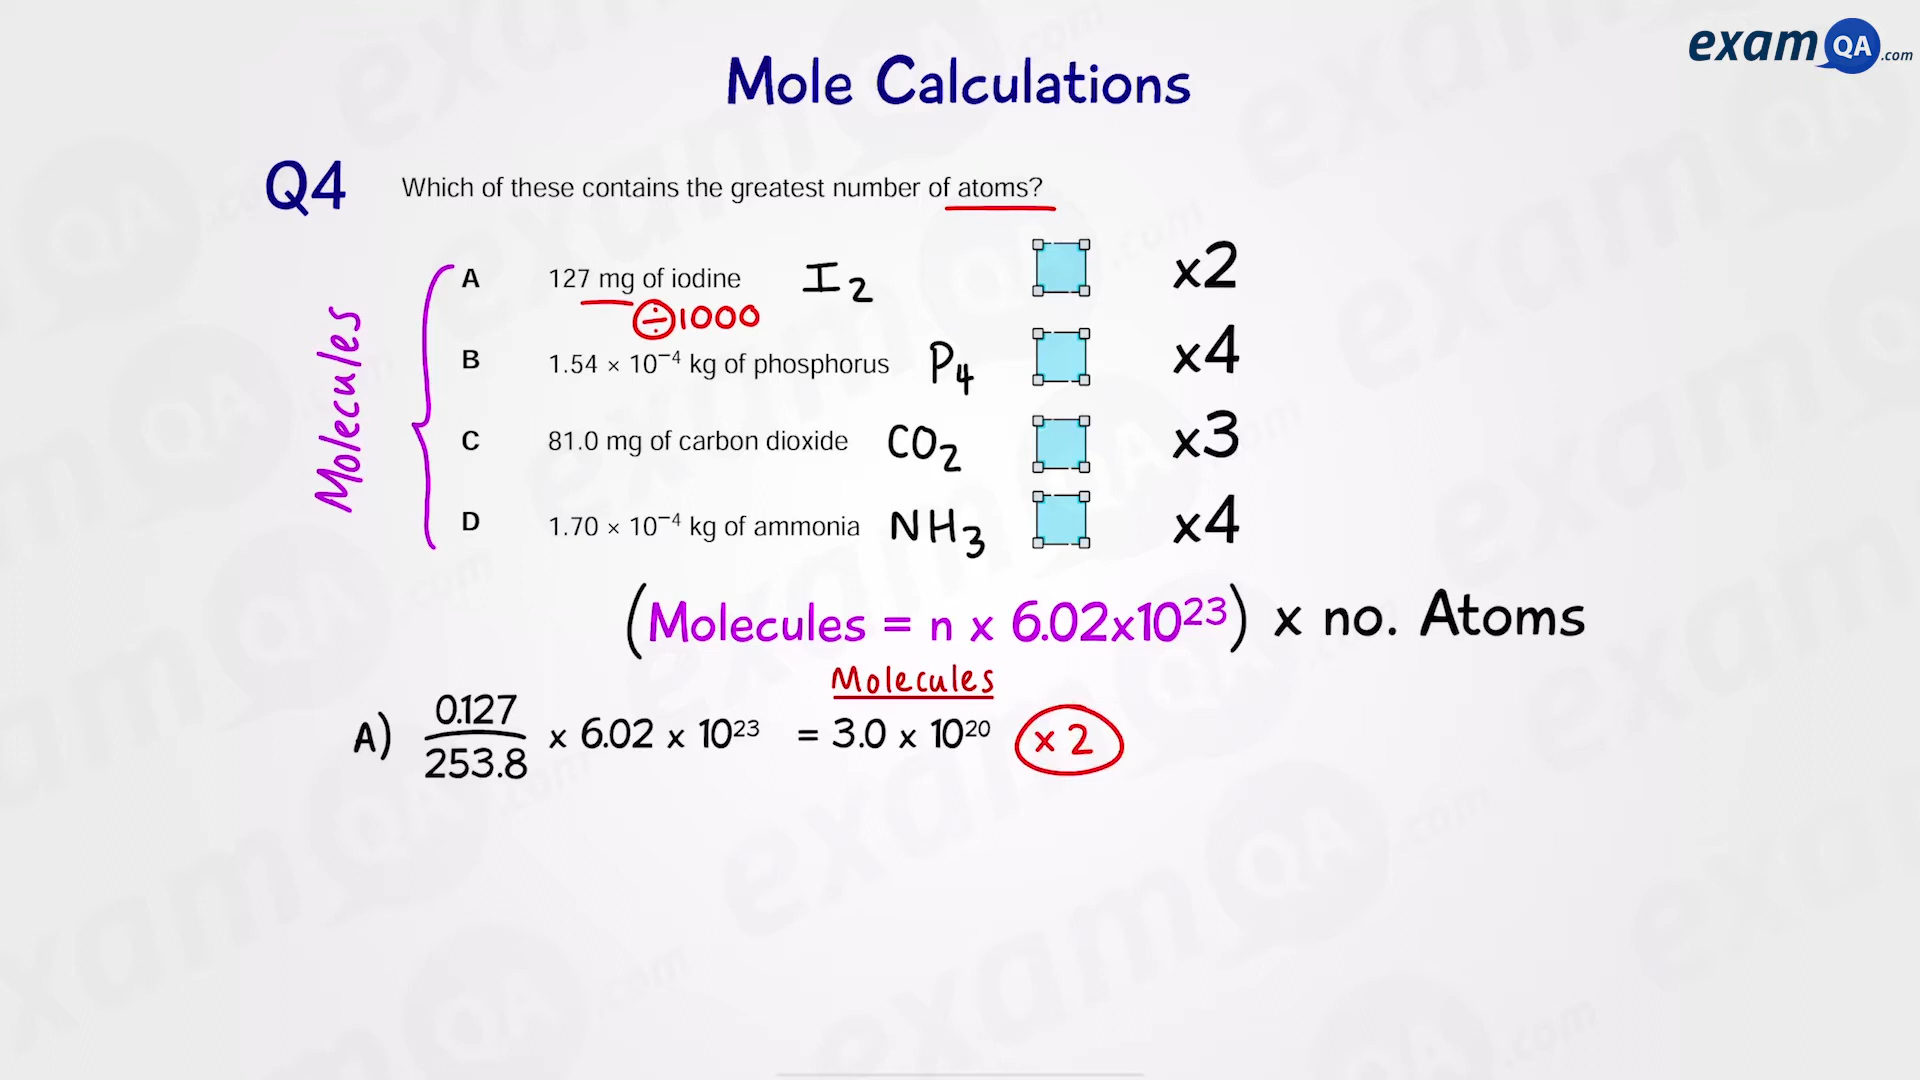 examQA.com
Mole Calculations
Q4 Which of these contains the greatest number of atoms?
Molecules
A 127 mg of iodine I₂ x2
÷1000
B 1.54 × 10⁻⁴ kg of phosphorus P₄ x4
C 81.0 mg of carbon dioxide CO₂ x3
D 1.70 × 10⁻⁴ kg of ammonia NH₃ x4
(Molecules = n x 6.02x10²³) x no. Atoms
Molecules
A) 0.127/253.8 x 6.02 x 10²³ = 3.0 x 10²⁰ x 2